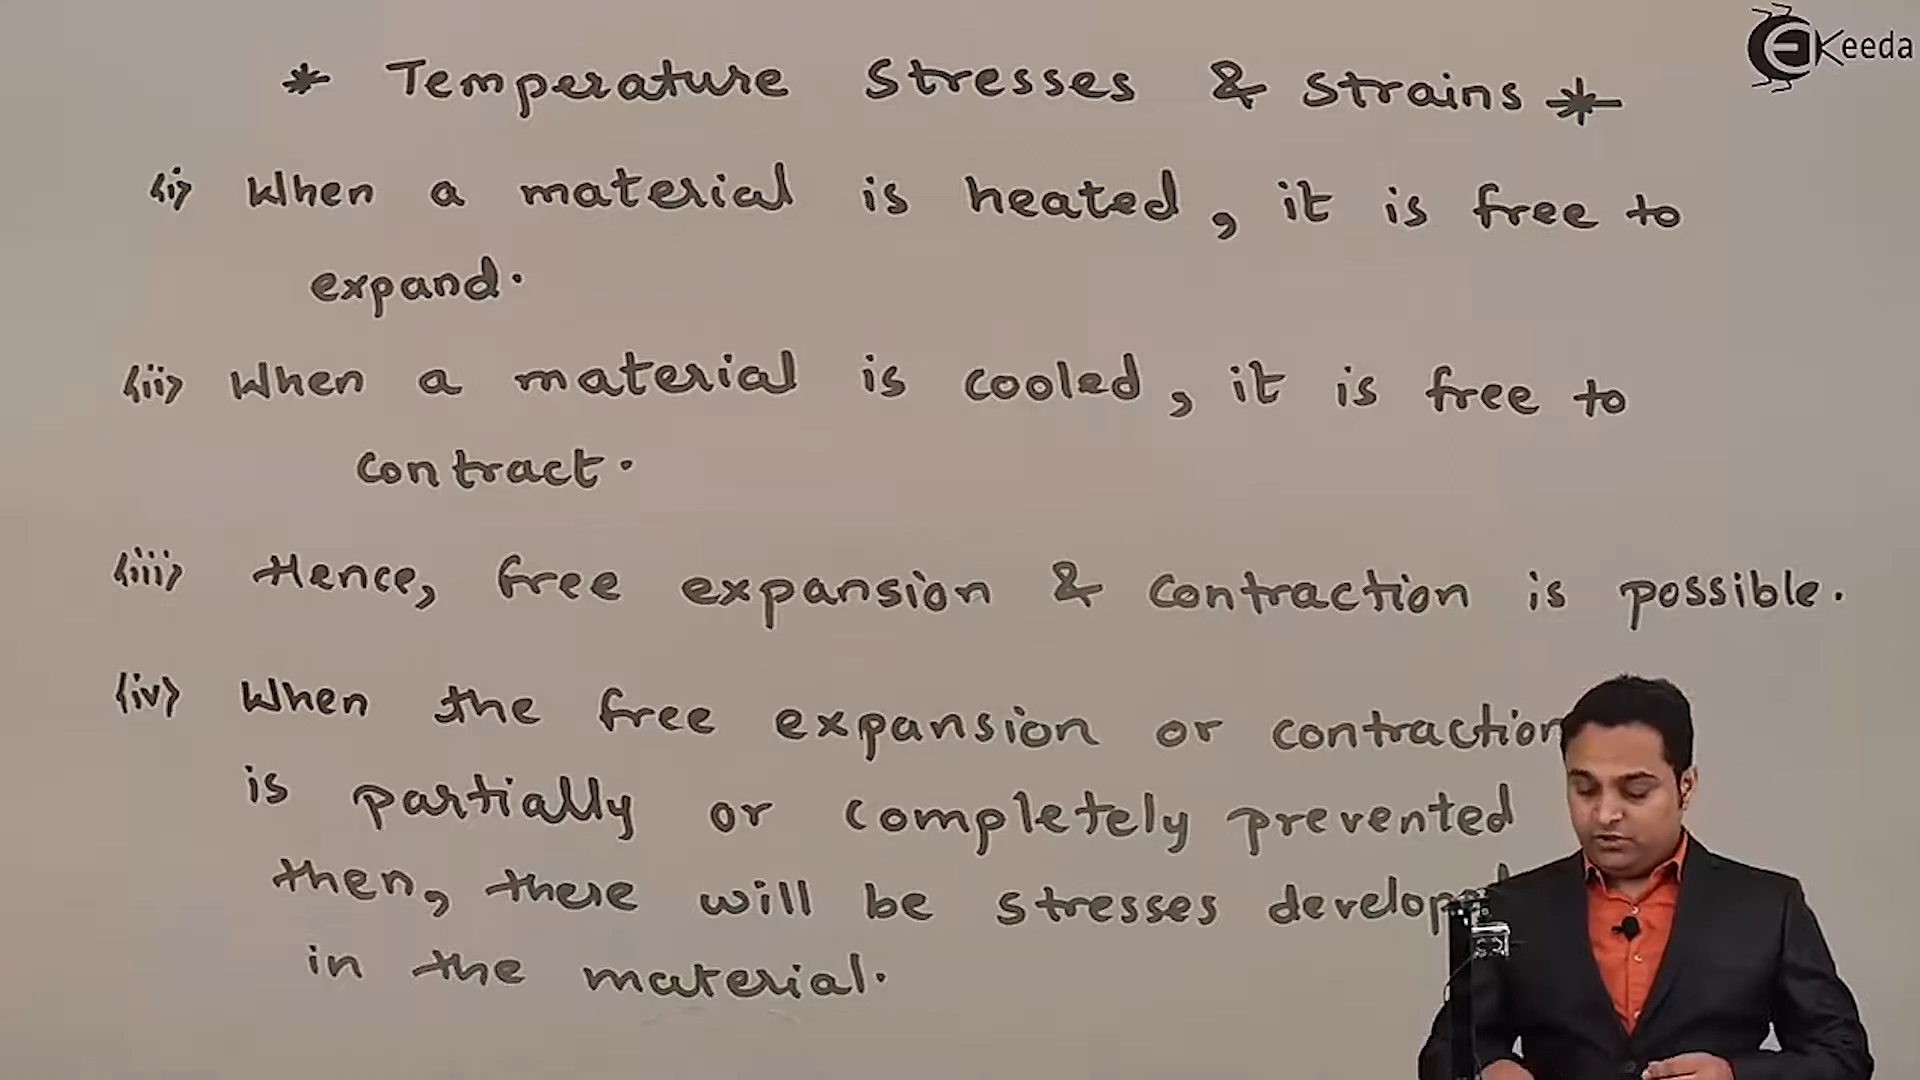 Keeda
* Temperature stresses & strains *
(i) When a material is heated, it is free to
expand.
(ii) When a material is cooled, it is free to
contract.
(iii) Hence, free expansion & contraction is possible.
(iv) When the free expansion or contraction
is partially or completely prevented
then, there will be stresses developed
in the material.